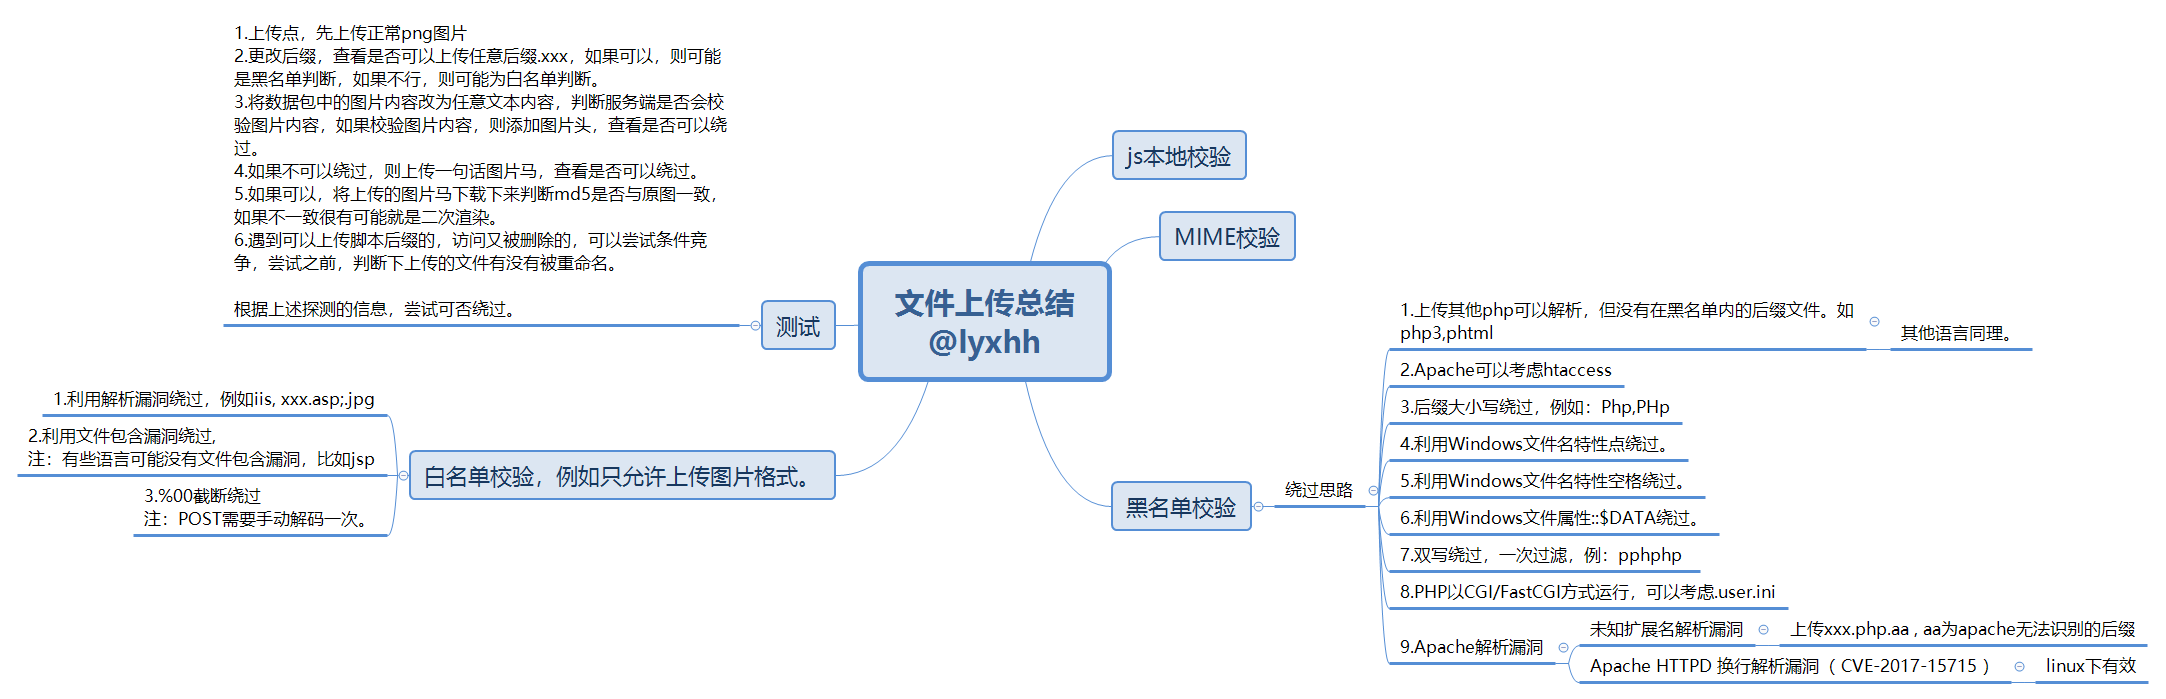 1.上传点，先上传正常png图片
2.更改后缀，查看是否可以上传任意后缀.xxx，如果可以，则可能
是黑名单判断，如果不行，则可能为白名单判断。
3.将数据包中的图片内容改为任意文本内容，判断服务端是否会校
验图片内容，如果校验图片内容，则添加图片头，查看是否可以绕
过。
4.如果不可以绕过，则上传一句话图片马，查看是否可以绕过。
5.如果可以，将上传的图片马下载下来判断md5是否与原图一致，
如果不一致很有可能就是二次渲染。
6.遇到可以上传脚本后缀的，访问又被删除的，可以尝试条件竞
争，尝试之前，判断下上传的文件有没有被重命名。
根据上述探测的信息，尝试可否绕过。
测试
文件上传总结
@lyxhh
js本地校验
MIME校验
1.利用解析漏洞绕过，例如iis, xxx.asp;.jpg
2.利用文件包含漏洞绕过,
注：有些语言可能没有文件包含漏洞，比如jsp
3.%00截断绕过
注：POST需要手动解码一次。
白名单校验，例如只允许上传图片格式。
黑名单校验
绕过思路
1.上传其他php可以解析，但没有在黑名单内的后缀文件。如
php3,phtml
其他语言同理。
2.Apache可以考虑htaccess
3.后缀大小写绕过，例如：Php,PHp
4.利用Windows文件名特性点绕过。
5.利用Windows文件名特性空格绕过。
6.利用Windows文件属性::$DATA绕过。
7.双写绕过，一次过滤，例：pphphp
8.PHP以CGI/FastCGI方式运行，可以考虑.user.ini
9.Apache解析漏洞
未知扩展名解析漏洞
上传xxx.php.aa , aa为apache无法识别的后缀
Apache HTTPD 换行解析漏洞（ CVE-2017-15715 ）
linux下有效